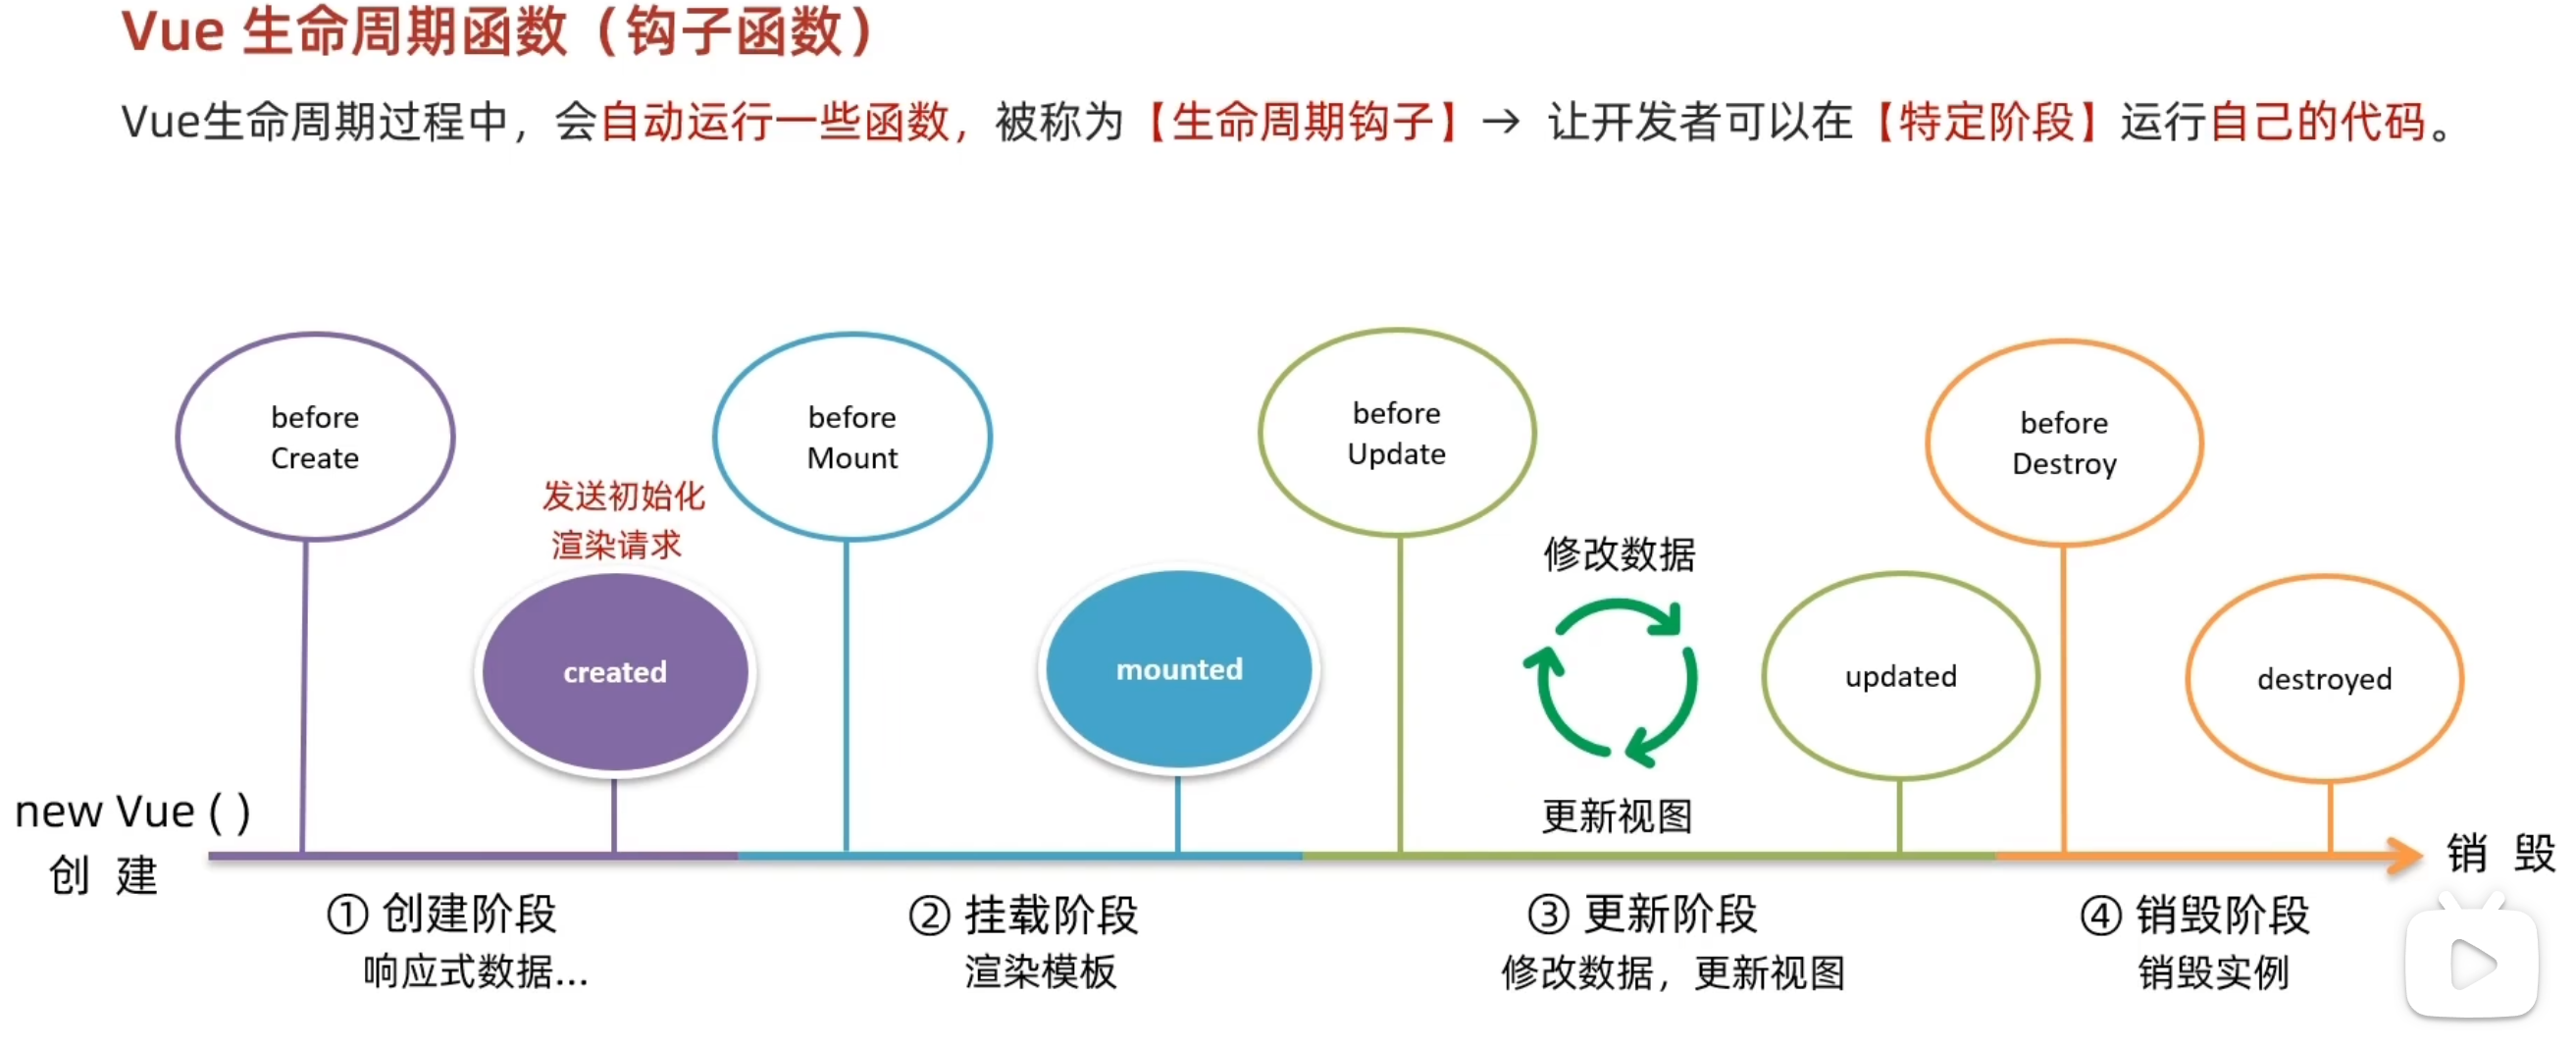 Vue 生命周期函数（钩子函数）
Vue生命周期过程中，会自动运行一些函数，被称为【生命周期钩子】→ 让开发者可以在【特定阶段】运行自己的代码。
before
Create
before
Mount
before
Update
before
Destroy
发送初始化
渲染请求
created
mounted
修改数据
更新视图
updated
destroyed
new Vue ( )
创 建
销 毁
① 创建阶段
响应式数据...
② 挂载阶段
渲染模板
③ 更新阶段
修改数据，更新视图
④ 销毁阶段
销毁实例